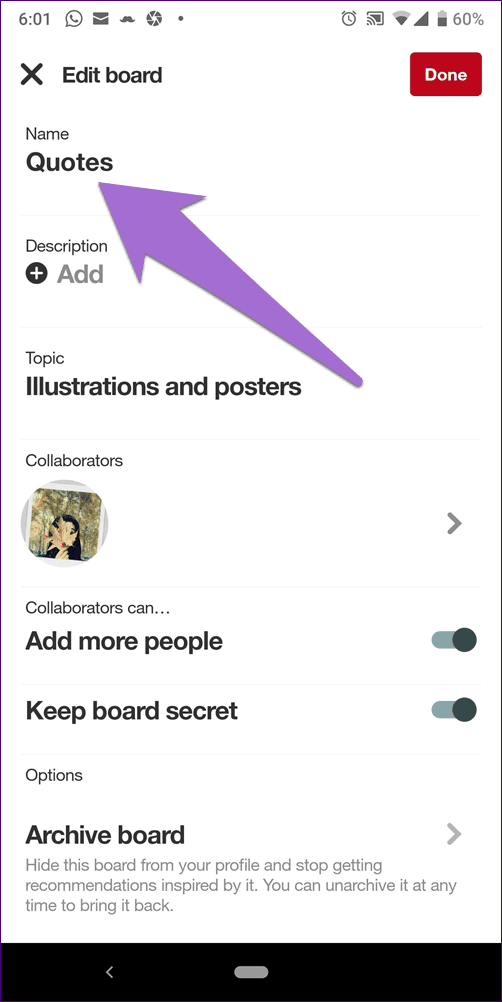 6:01 60%
Edit board Done
Name
Quotes
Description
Add
Topic
Illustrations and posters
Collaborators
Collaborators can…
Add more people
Keep board secret
Options
Archive board
Hide this board from your profile and stop getting
recommendations inspired by it. You can unarchive it at any
time to bring it back.